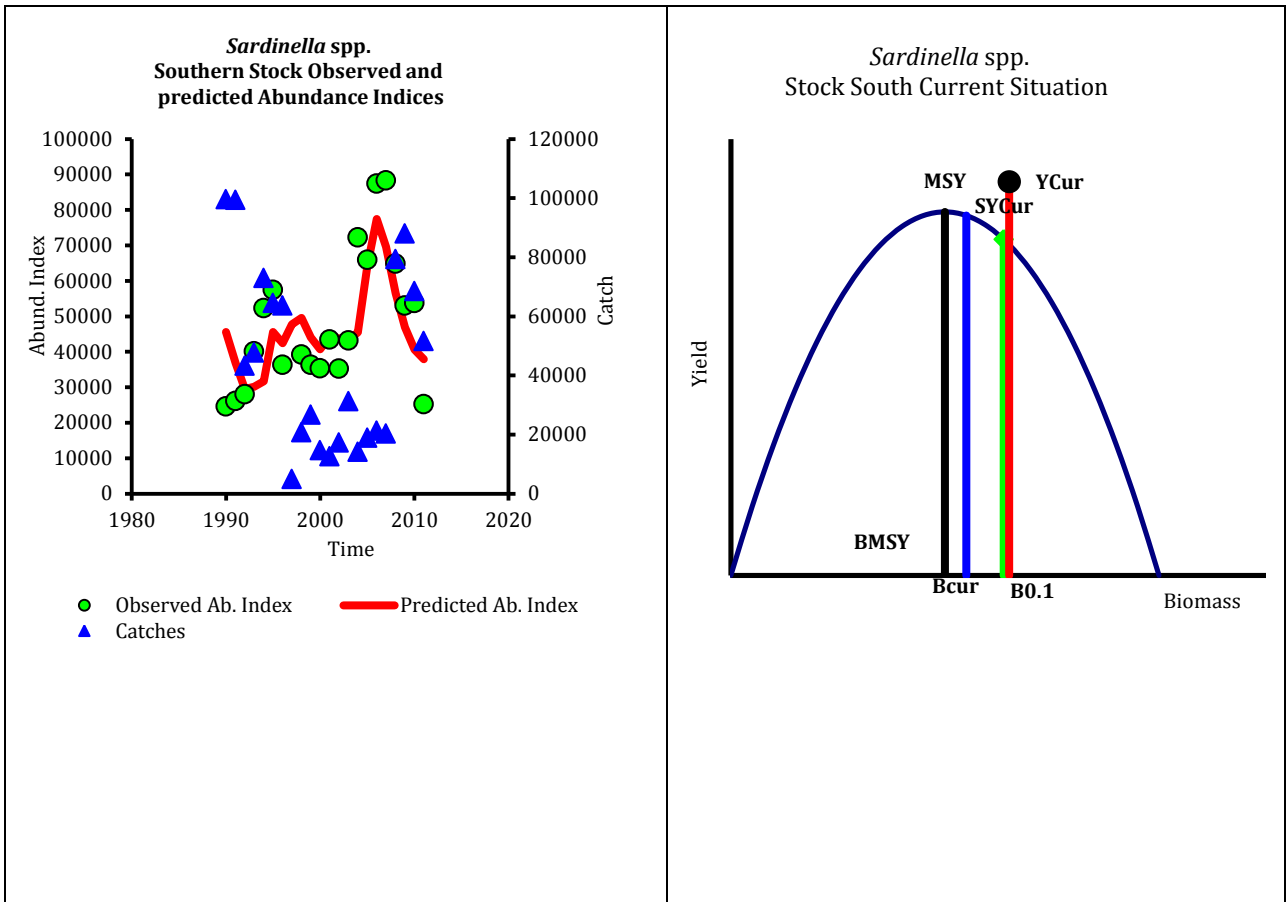 Sardinella spp.
Southern Stock Observed and
predicted Abundance Indices
100000
90000
80000
70000
60000
50000
40000
30000
20000
10000
0
Abund. Index
120000
100000
80000
60000
40000
20000
0
Catch
1980
1990
2000
2010
2020
Time
Observed Ab. Index
Predicted Ab. Index
Catches
Sardinella spp.
Stock South Current Situation
MSY
YCur
SYCur
Yield
BMSY
Bcur
B0.1
Biomass